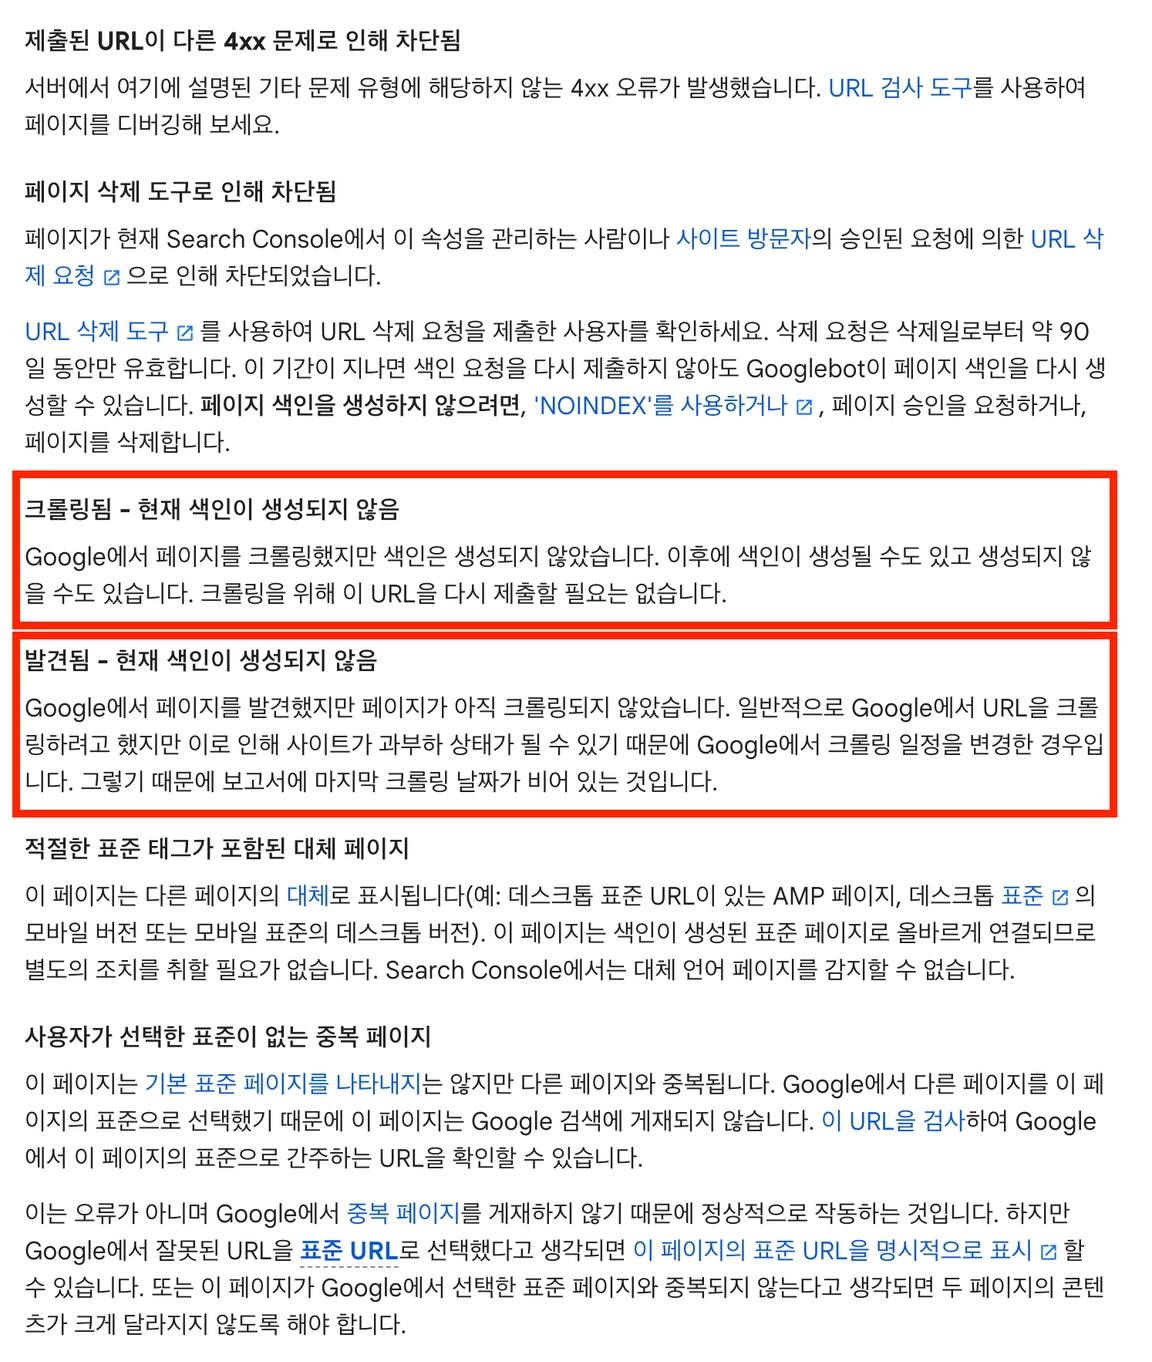 제출된 URL이 다른 4xx 문제로 인해 차단됨
서버에서 여기에 설명된 기타 문제 유형에 해당하지 않는 4xx 오류가 발생했습니다. URL 검사 도구를 사용하여
페이지를 디버깅해 보세요.
페이지 삭제 도구로 인해 차단됨
페이지가 현재 Search Console에서 이 속성을 관리하는 사람이나 사이트 방문자의 승인된 요청에 의한 URL 삭
제 요청 으로 인해 차단되었습니다.
URL 삭제 도구 를 사용하여 URL 삭제 요청을 제출한 사용자를 확인하세요. 삭제 요청은 삭제일로부터 약 90
일 동안만 유효합니다. 이 기간이 지나면 색인 요청을 다시 제출하지 않아도 Googlebot이 페이지 색인을 다시 생
성할 수 있습니다. 페이지 색인을 생성하지 않으려면, 'NOINDEX'를 사용하거나 , 페이지 승인을 요청하거나,
페이지를 삭제합니다.
크롤링됨 - 현재 색인이 생성되지 않음
Google에서 페이지를 크롤링했지만 색인은 생성되지 않았습니다. 이후에 색인이 생성될 수도 있고 생성되지 않
을 수도 있습니다. 크롤링을 위해 이 URL을 다시 제출할 필요는 없습니다.
발견됨 - 현재 색인이 생성되지 않음
Google에서 페이지를 발견했지만 페이지가 아직 크롤링되지 않았습니다. 일반적으로 Google에서 URL을 크롤
링하려고 했지만 이로 인해 사이트가 과부하 상태가 될 수 있기 때문에 Google에서 크롤링 일정을 변경한 경우입
니다. 그렇기 때문에 보고서에 마지막 크롤링 날짜가 비어 있는 것입니다.
적절한 표준 태그가 포함된 대체 페이지
이 페이지는 다른 페이지의 대체로 표시됩니다(예: 데스크톱 표준 URL이 있는 AMP 페이지, 데스크톱 표준 의
모바일 버전 또는 모바일 표준의 데스크톱 버전). 이 페이지는 색인이 생성된 표준 페이지로 올바르게 연결되므로
별도의 조치를 취할 필요가 없습니다. Search Console에서는 대체 언어 페이지를 감지할 수 없습니다.
사용자가 선택한 표준이 없는 중복 페이지
이 페이지는 기본 표준 페이지를 나타내지는 않지만 다른 페이지와 중복됩니다. Google에서 다른 페이지를 이 페
이지의 표준으로 선택했기 때문에 이 페이지는 Google 검색에 게재되지 않습니다. 이 URL을 검사하여 Google
에서 이 페이지의 표준으로 간주하는 URL을 확인할 수 있습니다.
이는 오류가 아니며 Google에서 중복 페이지를 게재하지 않기 때문에 정상적으로 작동하는 것입니다. 하지만
Google에서 잘못된 URL을 표준 URL로 선택했다고 생각되면 이 페이지의 표준 URL을 명시적으로 표시 할
수 있습니다. 또는 이 페이지가 Google에서 선택한 표준 페이지와 중복되지 않는다고 생각되면 두 페이지의 콘텐
츠가 크게 달라지지 않도록 해야 합니다.